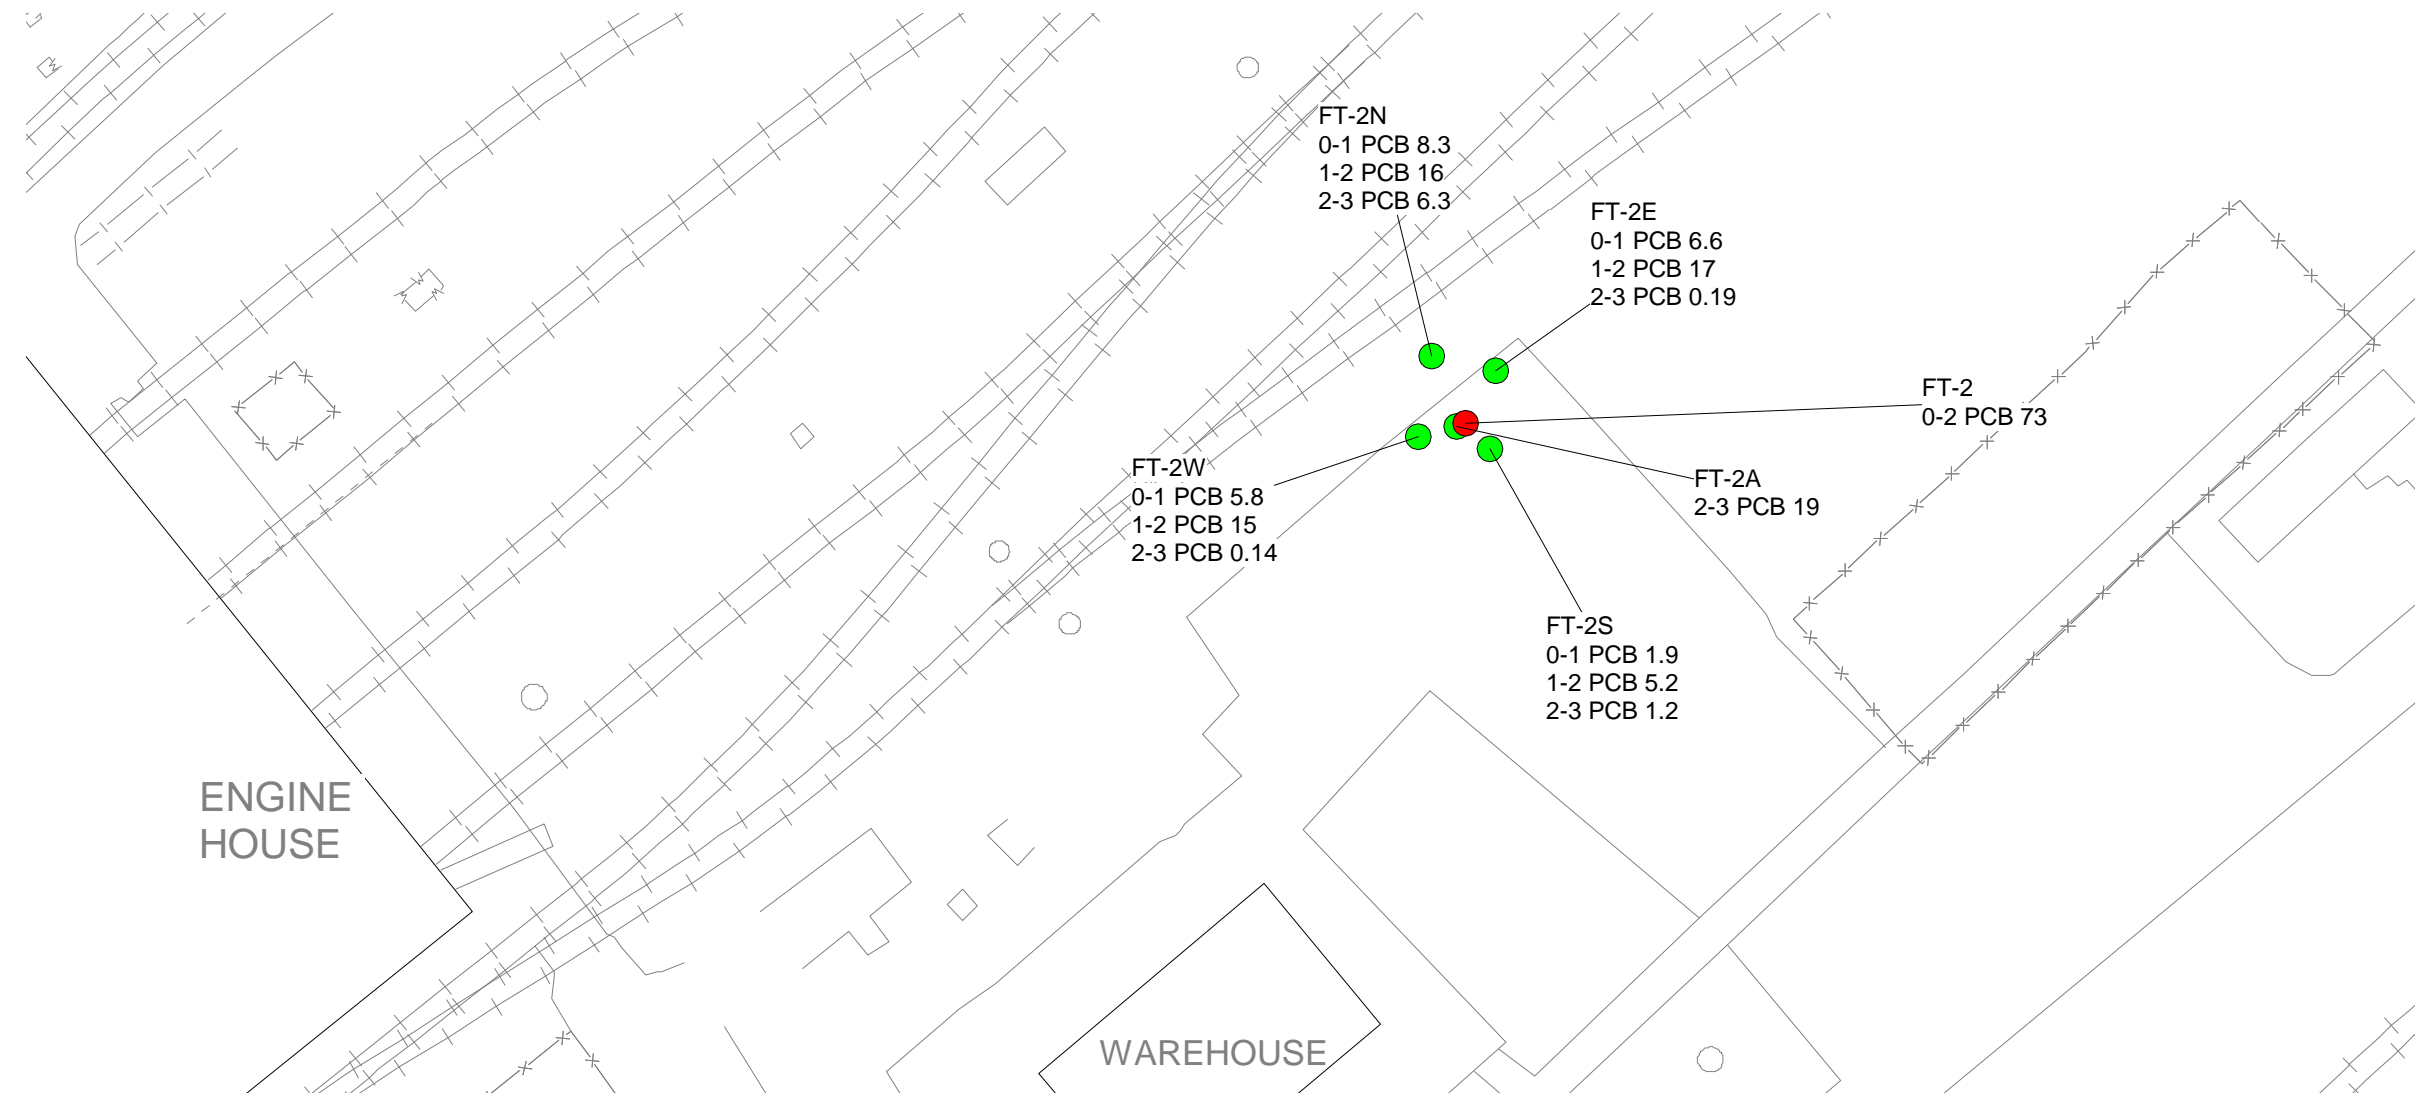 FT-2N
0-1 PCB 8.3
1-2 PCB 16
2-3 PCB 6.3
FT-2E
0-1 PCB 6.6
1-2 PCB 17
2-3 PCB 0.19
FT-2
0-2 PCB 73
FT-2W
0-1 PCB 5.8
1-2 PCB 15
2-3 PCB 0.14
FT-2A
2-3 PCB 19
FT-2S
0-1 PCB 1.9
1-2 PCB 5.2
2-3 PCB 1.2
ENGINE
HOUSE
WAREHOUSE